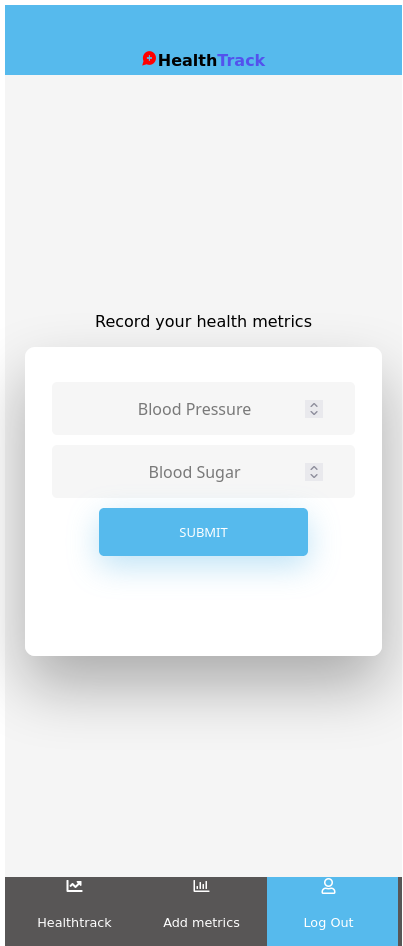 HealthTrack
Record your health metrics
Blood Pressure
Blood Sugar
SUBMIT
Healthtrack Add metrics Log Out